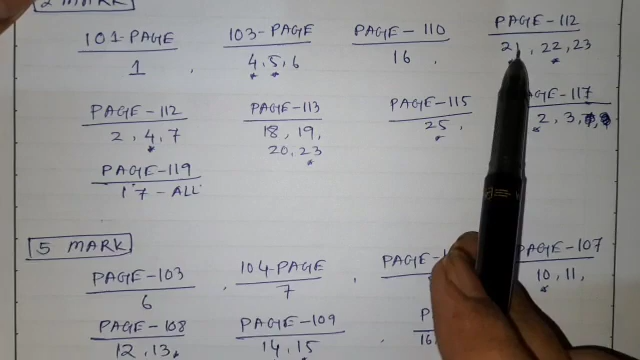 2 MARK
101-PAGE 103-PAGE PAGE-110 PAGE-112
1 . 4, 5, 6 16 . 21, 22, 23
PAGE-112 PAGE-113 PAGE-115 PAGE-117
2, 4, 7 18, 19, 25, 2, 3,
20, 23
PAGE-119
17-ALL
5 MARK
PAGE-103 104-PAGE PAGE-107
6 7 10, 11,
PAGE-108 PAGE-109
12, 13 14, 15 16,